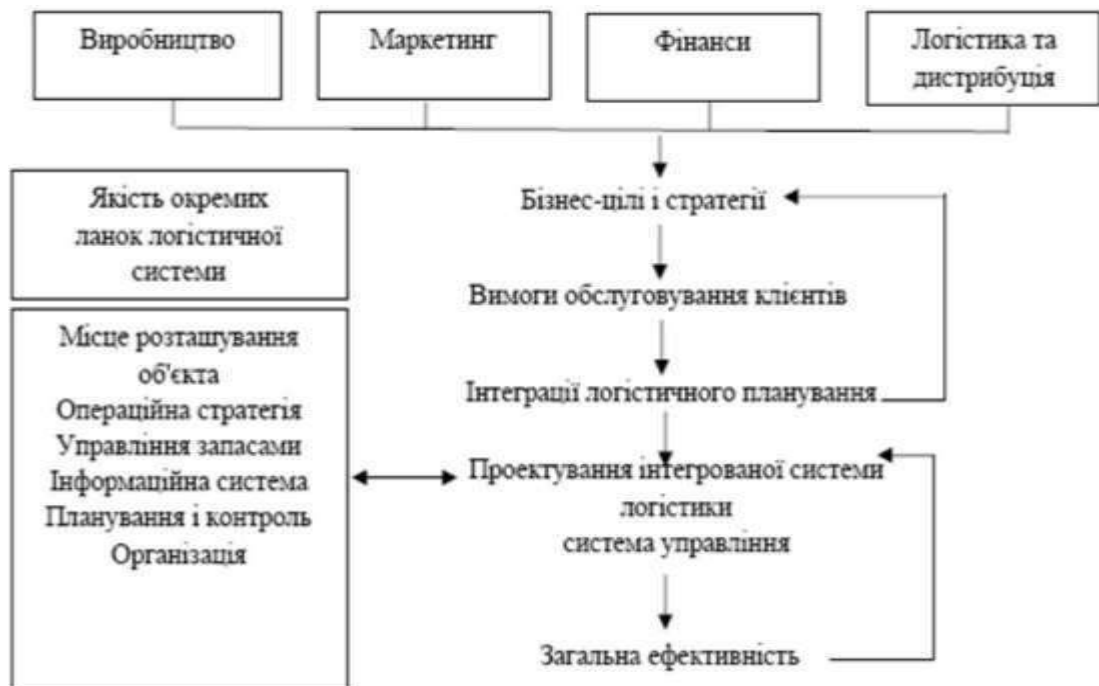 Виробництво
Маркетинг
Фінанси
Логістика та
дистрибуція
Якість окремих
ланок логістичної
системи
Місце розташування
об'єкта
Операційна стратегія
Управління запасами
Інформаційна система
Планування і контроль
Організація
Бізнес-цілі і стратегії
Вимоги обслуговування клієнтів
Інтеграції логістичного планування
Проектування інтегрованої системи
логістики
система управління
Загальна ефективність